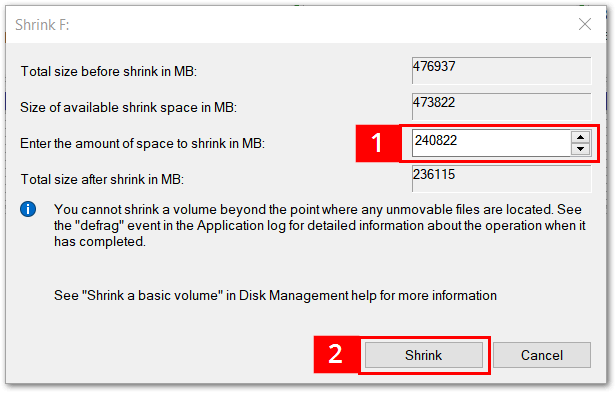 Shrink F:
Total size before shrink in MB: 476937
Size of available shrink space in MB: 473822
Enter the amount of space to shrink in MB: 1 240822
Total size after shrink in MB: 236115
You cannot shrink a volume beyond the point where any unmovable files are located. See
the "defrag" event in the Application log for detailed information about the operation when it
has completed.
See "Shrink a basic volume" in Disk Management help for more information
2 Shrink Cancel